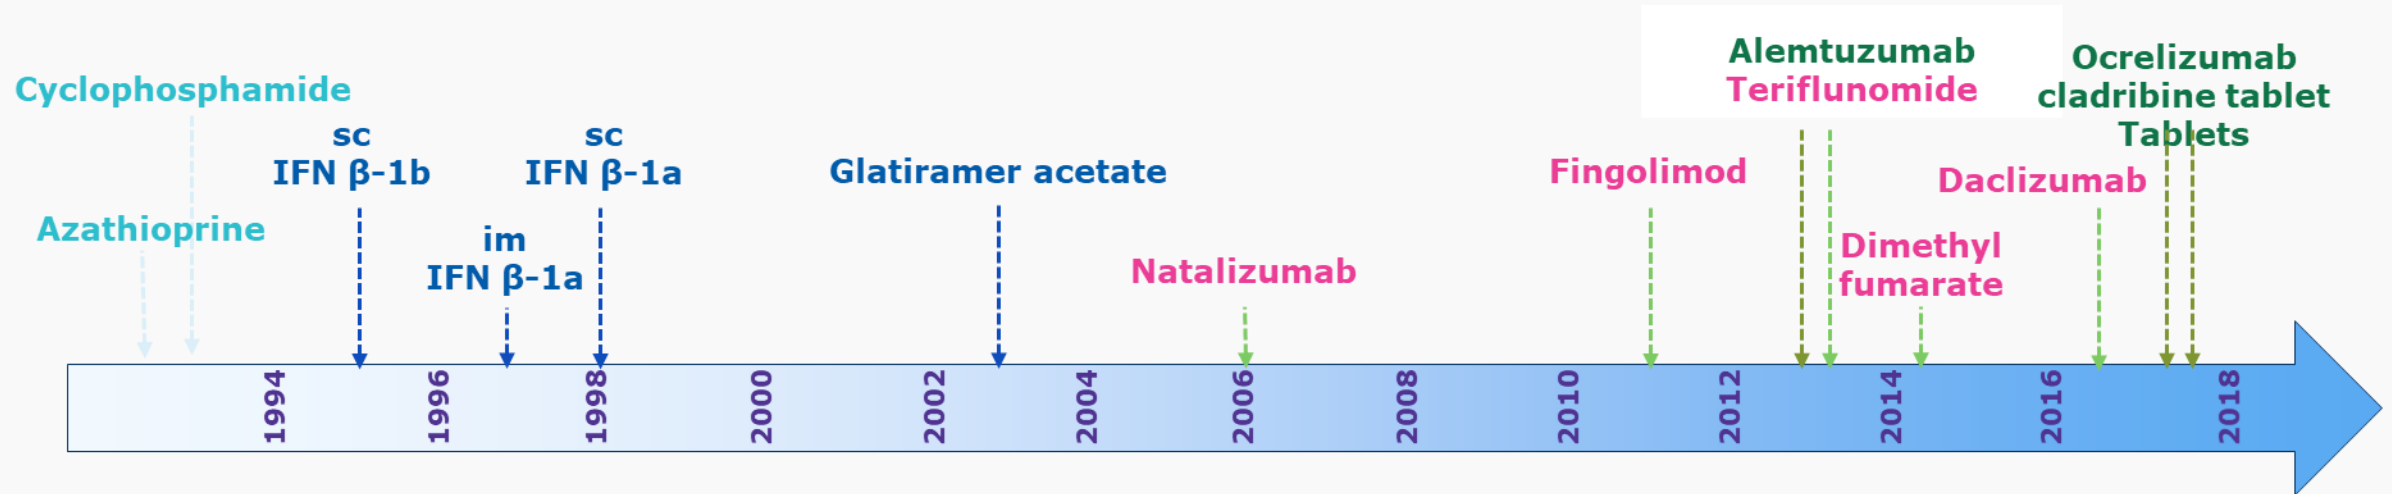 Cyclophosphamide
Azathioprine
sc
IFN β-1b
im
IFN β-1a
sc
IFN β-1a
Glatiramer acetate
Natalizumab
Fingolimod
Alemtuzumab
Teriflunomide
Dimethyl
fumarate
Daclizumab
Ocrelizumab
cladribine tablet
Tablets
1994
1996
1998
2000
2002
2004
2006
2008
2010
2012
2014
2016
2018